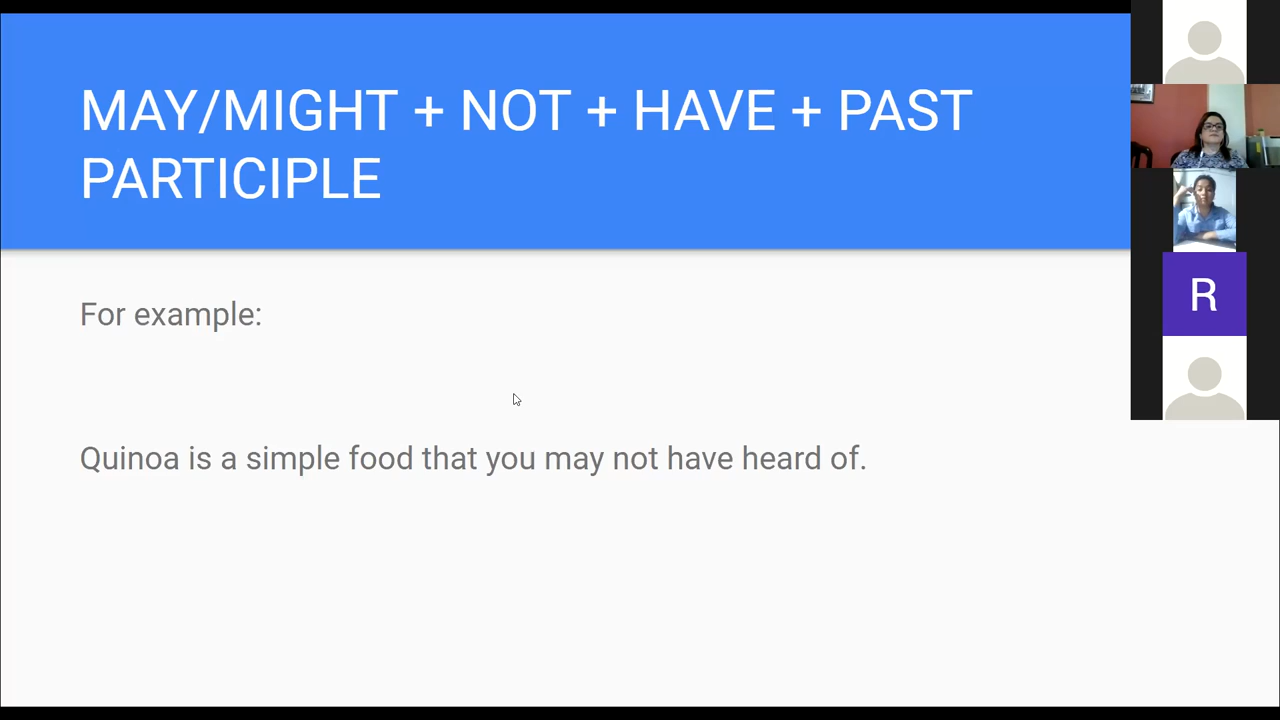 MAY/MIGHT + NOT + HAVE + PAST
PARTICIPLE
For example:
Quinoa is a simple food that you may not have heard of.
R